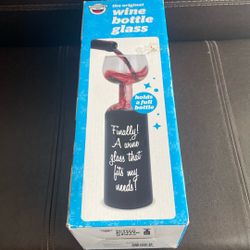 the original
wine
bottle
glass
holds
a full
bottle
Finally!
A wine
glass that
fits my
needs!